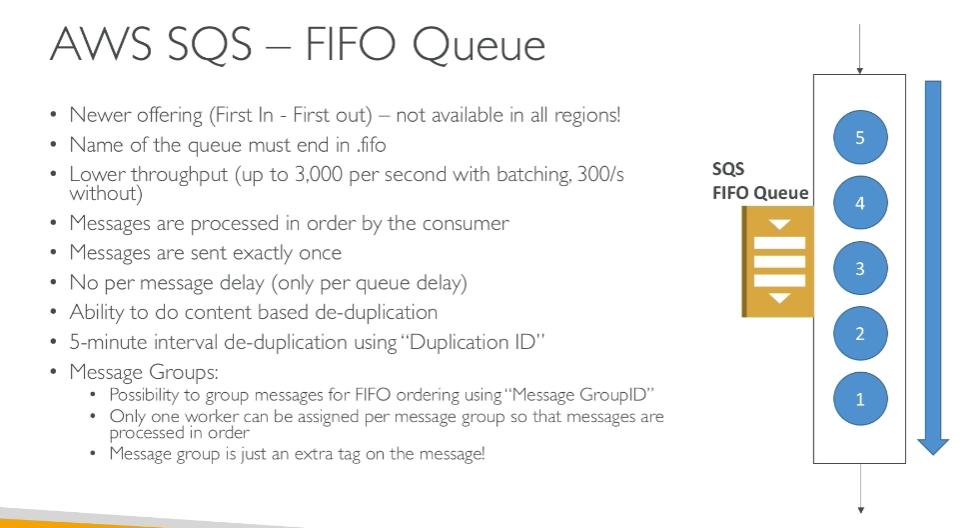 AWS SQS – FIFO Queue
• Newer offering (First In - First out) – not available in all regions!
• Name of the queue must end in .fifo
• Lower throughput (up to 3,000 per second with batching, 300/s
without)
• Messages are processed in order by the consumer
• Messages are sent exactly once
• No per message delay (only per queue delay)
• Ability to do content based de-duplication
• 5-minute interval de-duplication using “Duplication ID”
• Message Groups:
• Possibility to group messages for FIFO ordering using “Message GroupID”
• Only one worker can be assigned per message group so that messages are
processed in order
• Message group is just an extra tag on the message!
SQS
FIFO Queue
5
4
3
2
1